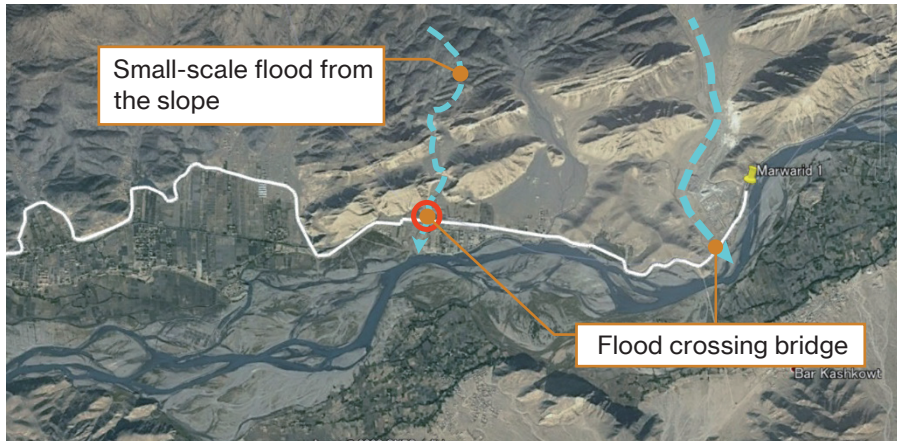 Small-scale flood from
the slope
Marwarid 1
Flood crossing bridge
Bar Kashkowt